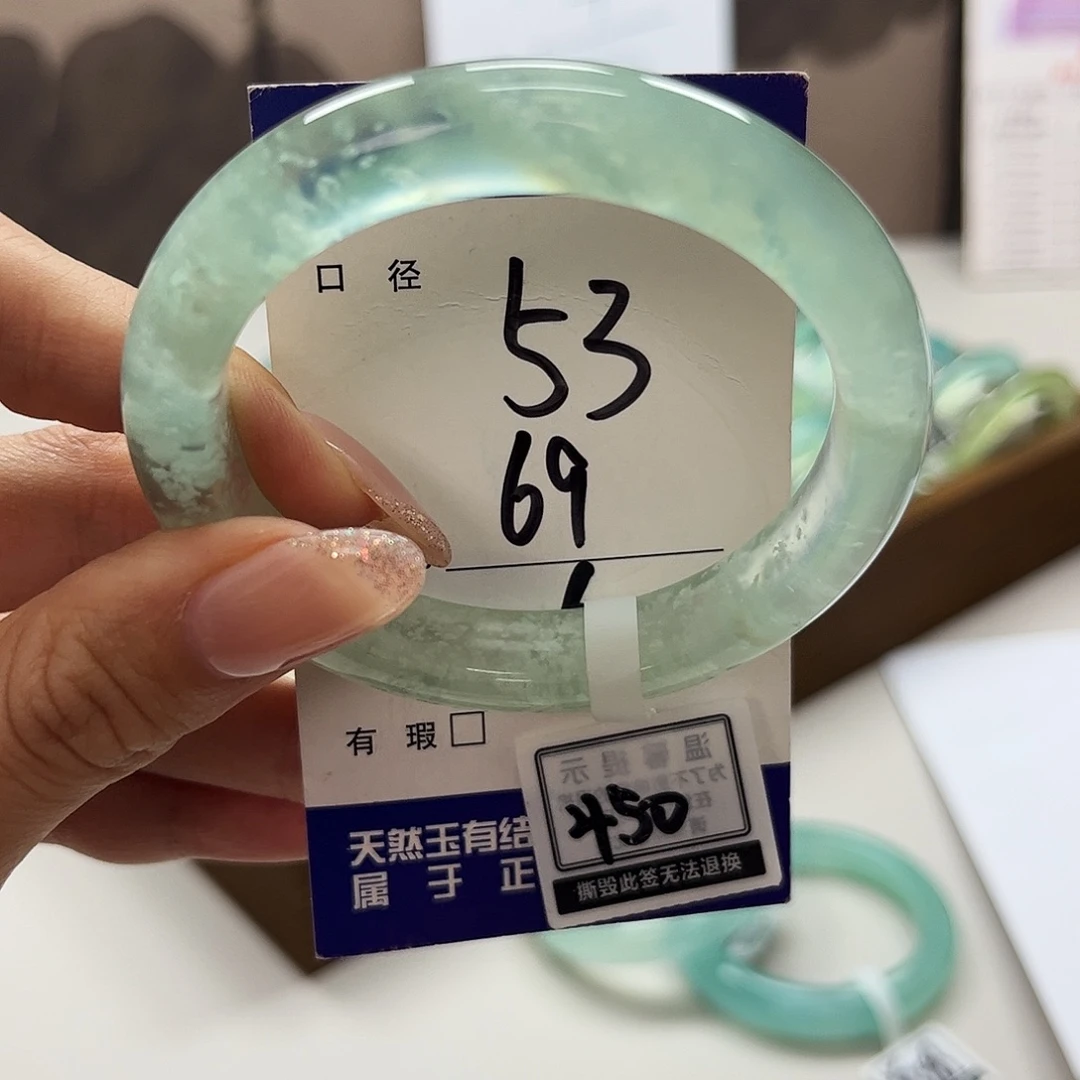 口 径
53
69
有 瑕 □
天然玉有结
属 于 正
温馨提示
450
撕毁此签无法退换